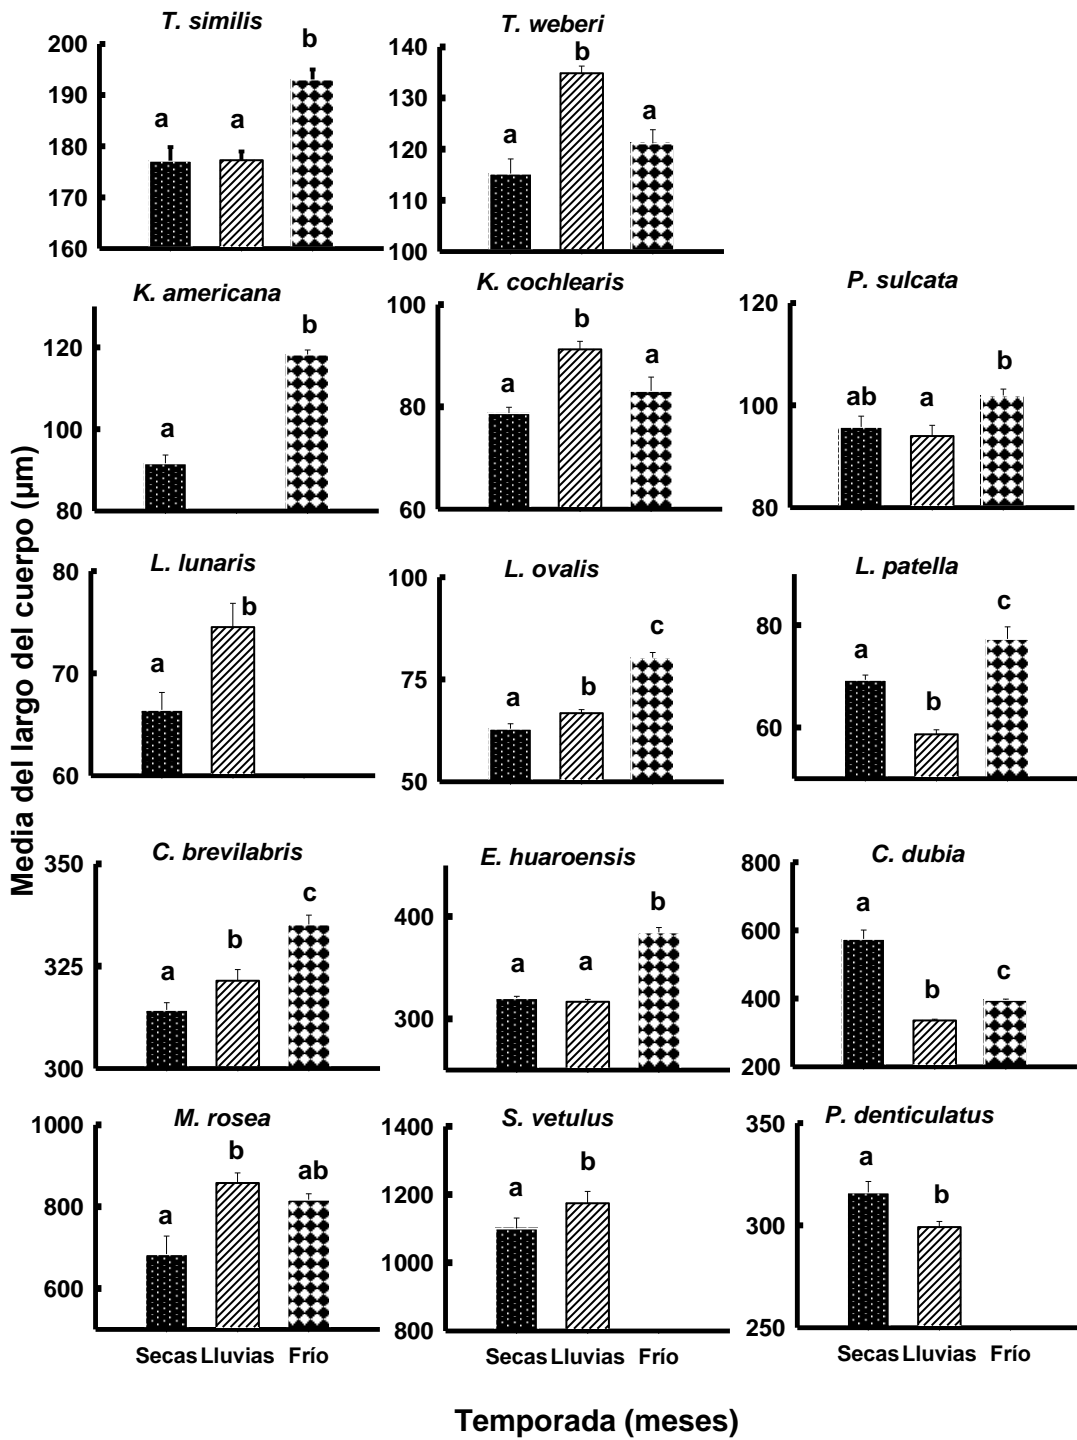 T. similis
200
190
180
170
160
a
a
b
T. weberi
140
130
120
110
100
a
b
a
K. americana
120
100
80
a
b
K. cochlearis
100
80
60
a
b
a
P. sulcata
120
100
80
ab
a
b
L. lunaris
80
70
60
a
b
L. ovalis
100
75
50
a
b
c
L. patella
80
60
a
b
c
C. brevilabris
350
325
300
a
b
c
E. huaroensis
400
300
a
a
b
C. dubia
800
600
400
200
a
b
c
M. rosea
1000
800
600
a
b
ab
S. vetulus
1400
1200
1000
800
a
b
P. denticulatus
350
300
250
a
b
Secas Lluvias Frío
Secas Lluvias Frío
Secas Lluvias Frío
Media del largo del cuerpo (µm)
Temporada (meses)